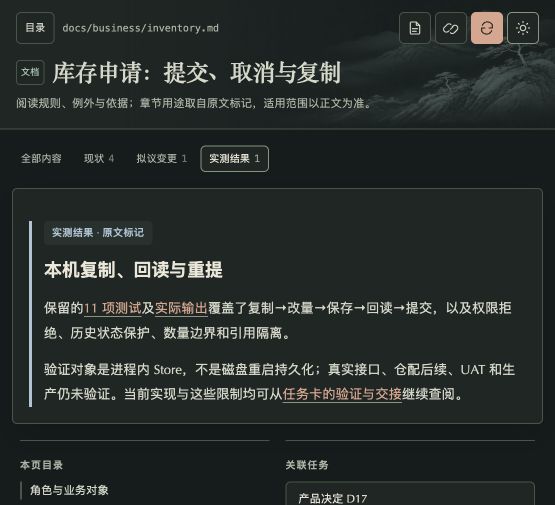 目录 docs/business/inventory.md
文档 库存申请：提交、取消与复制
阅读规则、例外与依据；章节用途取自原文标记，适用范围以正文为准。
全部内容 现状 4 拟议变更 1 实测结果 1
实测结果 · 原文标记
本机复制、回读与重提
保留的11 项测试及实际输出覆盖了复制→改量→保存→回读→提交，以及权限拒
绝、历史状态保护、数量边界和引用隔离。
验证对象是进程内 Store，不是磁盘重启持久化；真实接口、仓配后续、UAT 和生
产仍未验证。当前实现与这些限制均可从任务卡的验证与交接继续查阅。
本页目录
角色与业务对象
关联任务
产品决定 D17